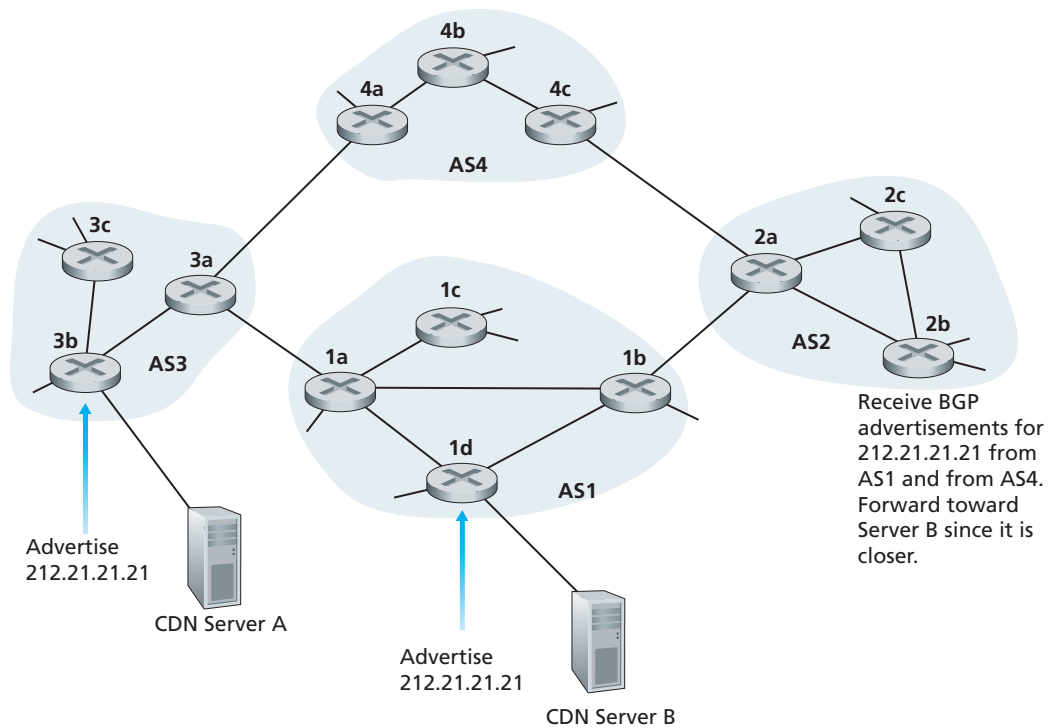 4b
4a
4c
AS4
3c
2c
3a
2a
1c
3b
AS3
1a
1b
AS2
2b
1d
AS1
Receive BGP
advertisements for
212.21.21.21 from
AS1 and from AS4.
Forward toward
Server B since it is
closer.
Advertise
212.21.21.21
CDN Server A
Advertise
212.21.21.21
CDN Server B